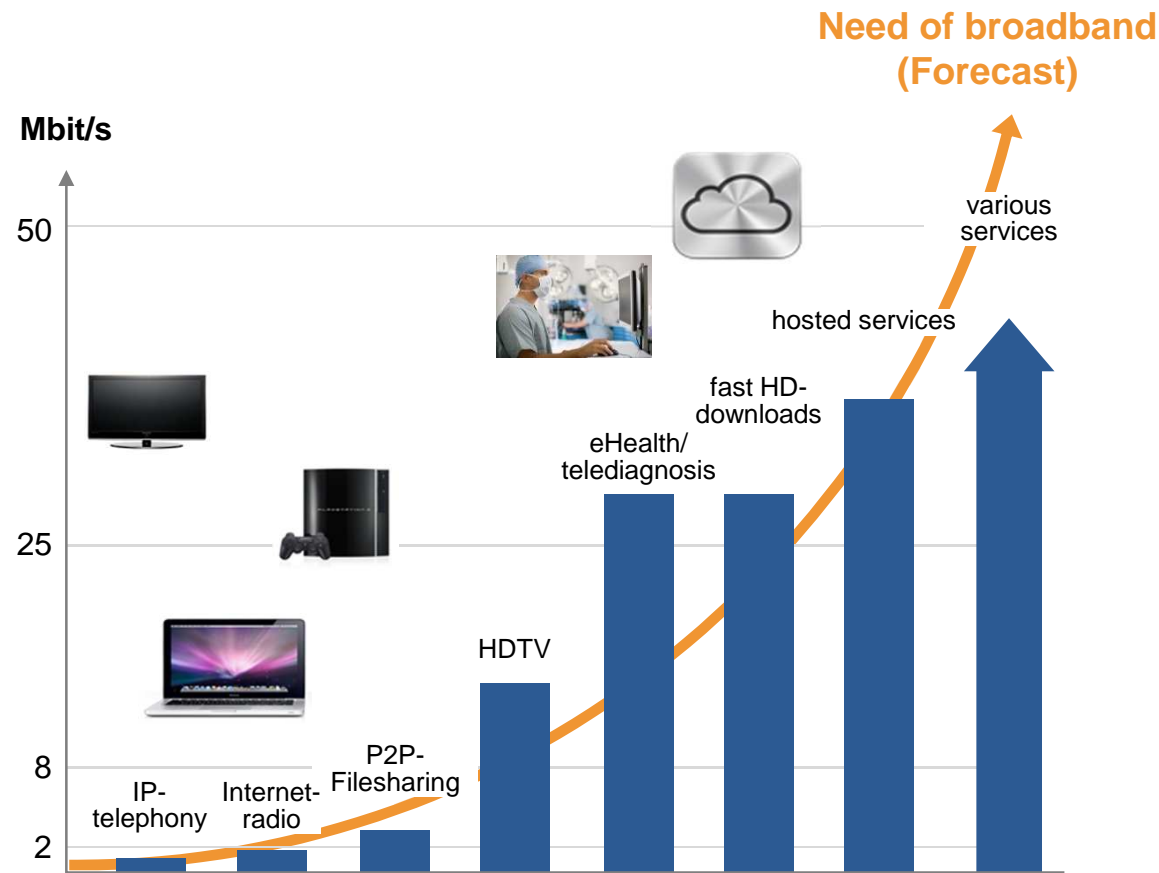 Need of broadband
(Forecast)
Mbit/s
50
25
8
2
IP-
telephony
Internet-
radio
P2P-
Filesharing
HDTV
eHealth/
telediagnosis
fast HD-
downloads
hosted services
various
services